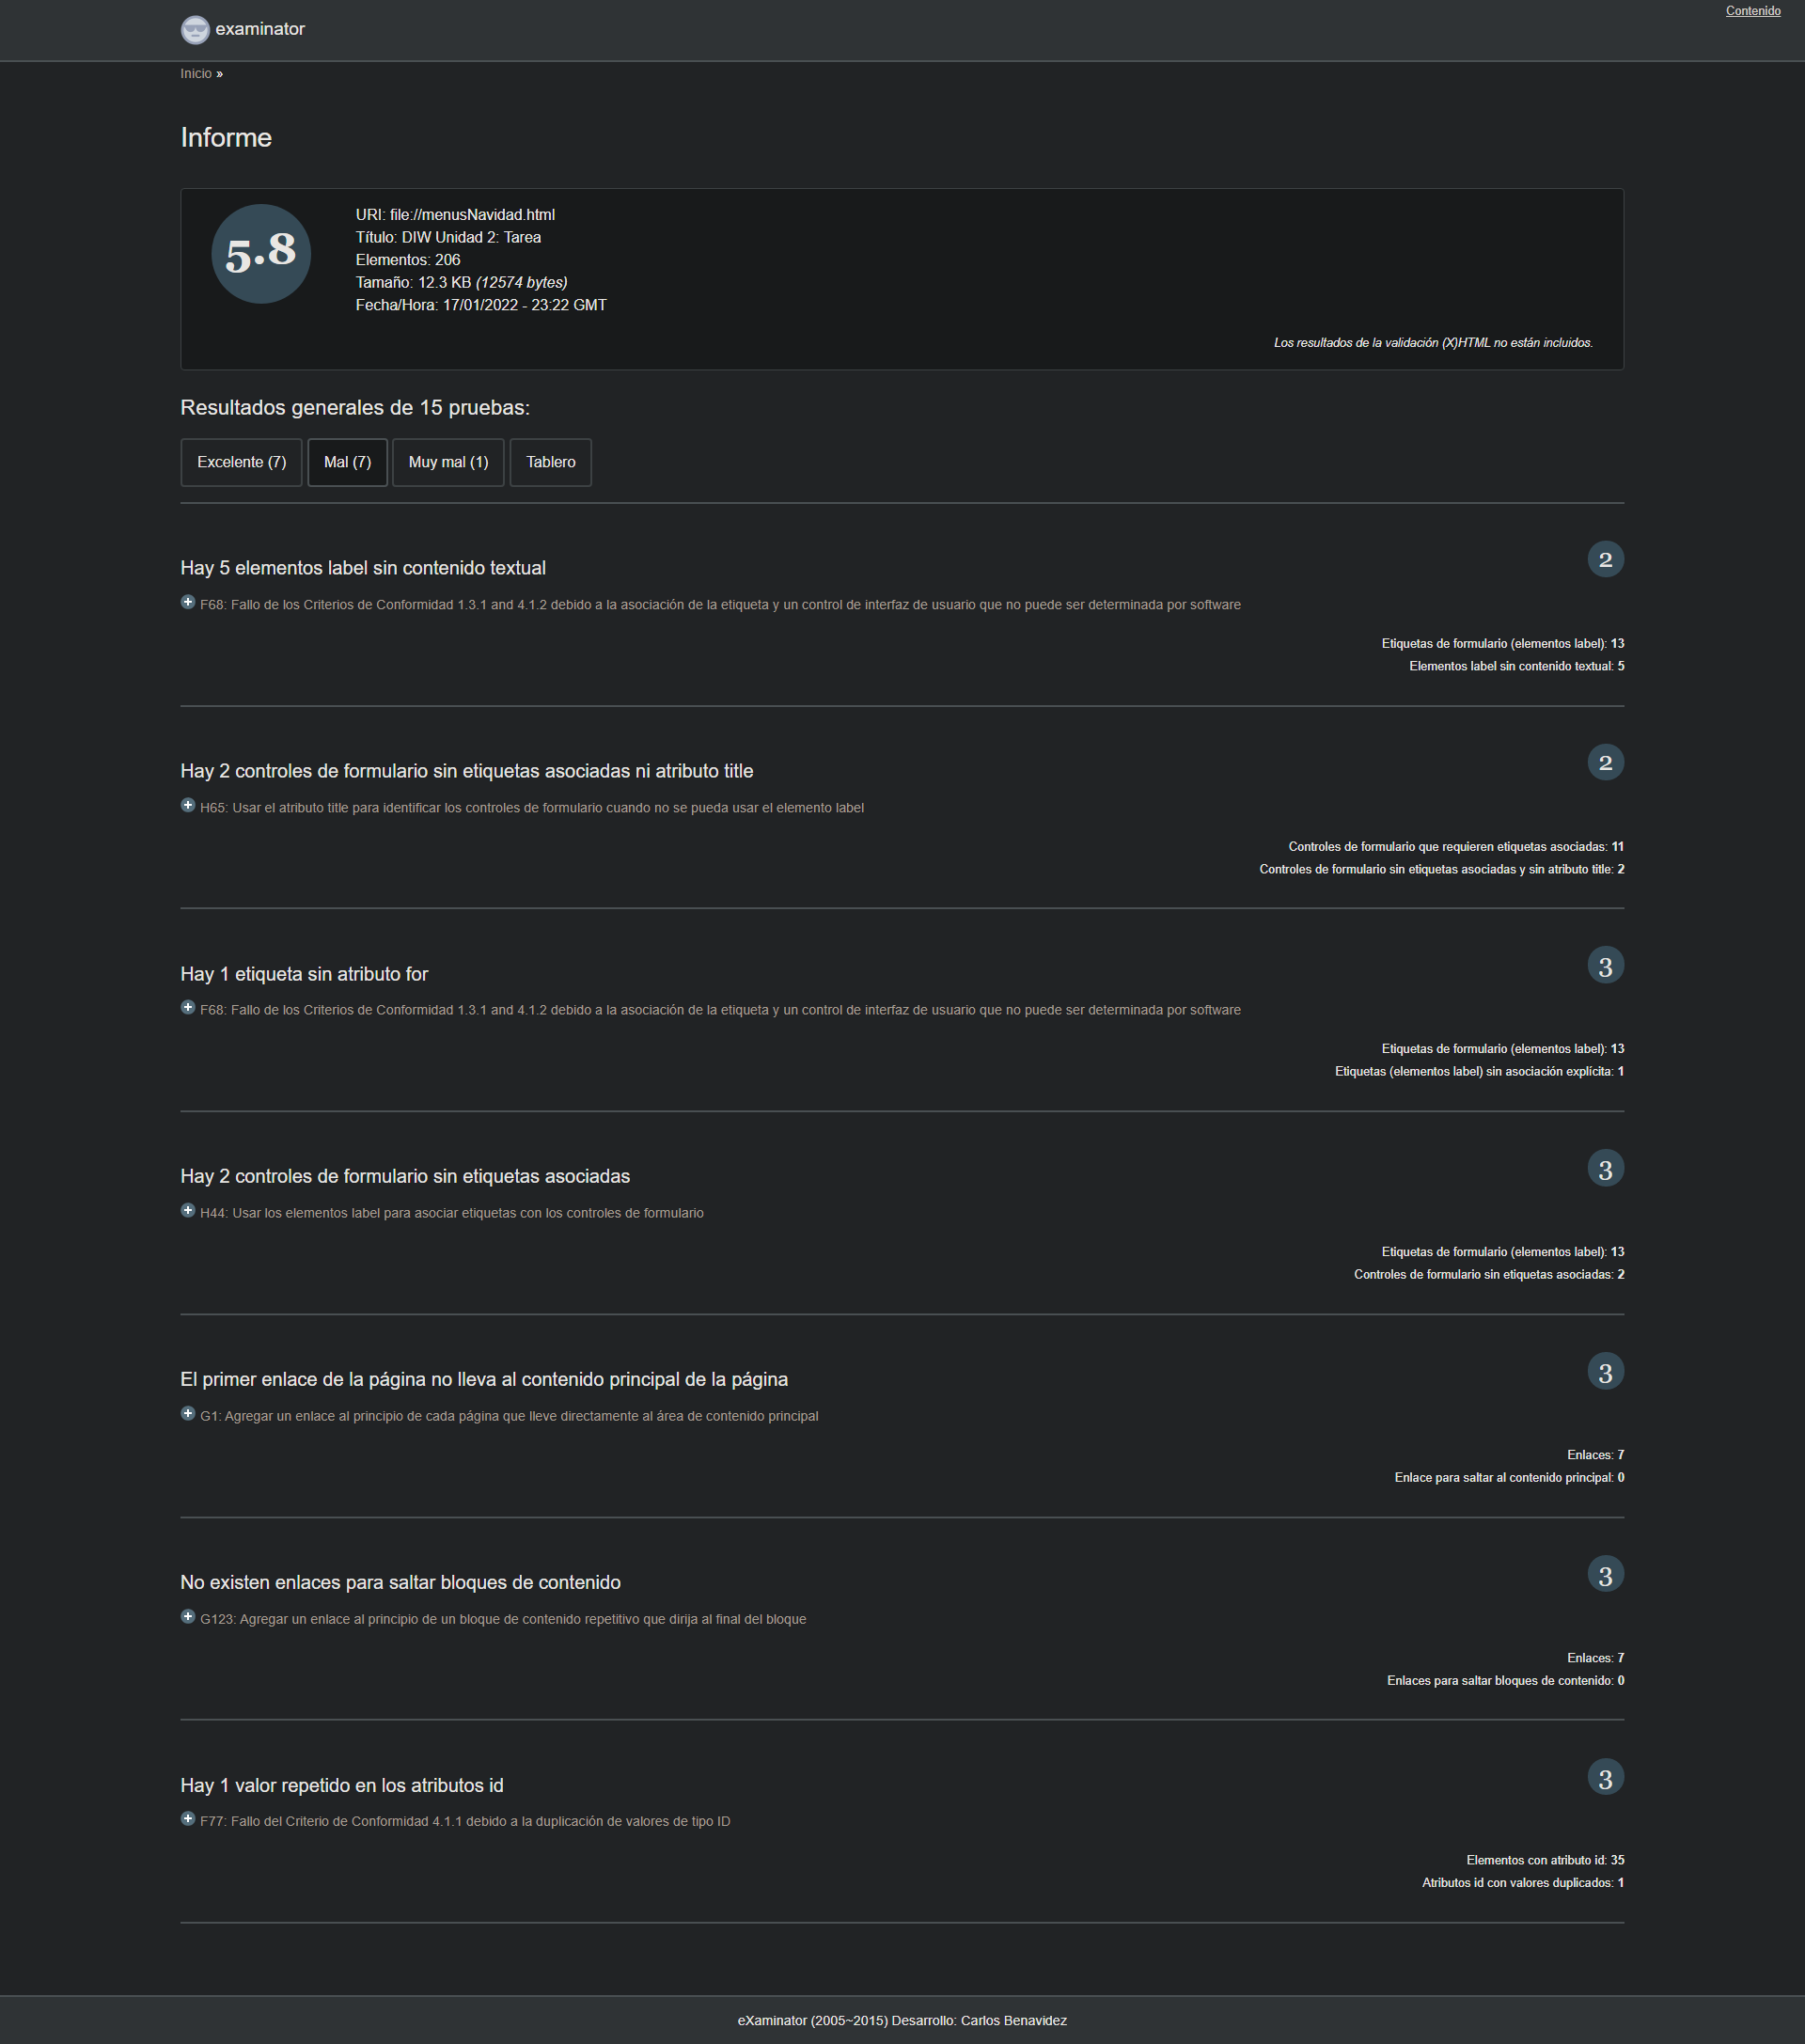 Contenido
examinator
Inicio »
Informe
5.8
URI: file://menusNavidad.html
Título: DIW Unidad 2: Tarea
Elementos: 206
Tamaño: 12.3 KB (12574 bytes)
Fecha/Hora: 17/01/2022 - 23:22 GMT
Los resultados de la validación (X)HTML no están incluidos.
Resultados generales de 15 pruebas:
Excelente (7) Mal (7) Muy mal (1) Tablero
2
Hay 5 elementos label sin contenido textual
F68: Fallo de los Criterios de Conformidad 1.3.1 and 4.1.2 debido a la asociación de la etiqueta y un control de interfaz de usuario que no puede ser determinada por software
Etiquetas de formulario (elementos label): 13
Elementos label sin contenido textual: 5
2
Hay 2 controles de formulario sin etiquetas asociadas ni atributo title
H65: Usar el atributo title para identificar los controles de formulario cuando no se pueda usar el elemento label
Controles de formulario que requieren etiquetas asociadas: 11
Controles de formulario sin etiquetas asociadas y sin atributo title: 2
3
Hay 1 etiqueta sin atributo for
F68: Fallo de los Criterios de Conformidad 1.3.1 and 4.1.2 debido a la asociación de la etiqueta y un control de interfaz de usuario que no puede ser determinada por software
Etiquetas de formulario (elementos label): 13
Etiquetas (elementos label) sin asociación explícita: 1
3
Hay 2 controles de formulario sin etiquetas asociadas
H44: Usar los elementos label para asociar etiquetas con los controles de formulario
Etiquetas de formulario (elementos label): 13
Controles de formulario sin etiquetas asociadas: 2
3
El primer enlace de la página no lleva al contenido principal de la página
G1: Agregar un enlace al principio de cada página que lleve directamente al área de contenido principal
Enlaces: 7
Enlace para saltar al contenido principal: 0
3
No existen enlaces para saltar bloques de contenido
G123: Agregar un enlace al principio de un bloque de contenido repetitivo que dirija al final del bloque
Enlaces: 7
Enlaces para saltar bloques de contenido: 0
3
Hay 1 valor repetido en los atributos id
F77: Fallo del Criterio de Conformidad 4.1.1 debido a la duplicación de valores de tipo ID
Elementos con atributo id: 35
Atributos id con valores duplicados: 1
eXaminator (2005~2015) Desarrollo: Carlos Benavidez